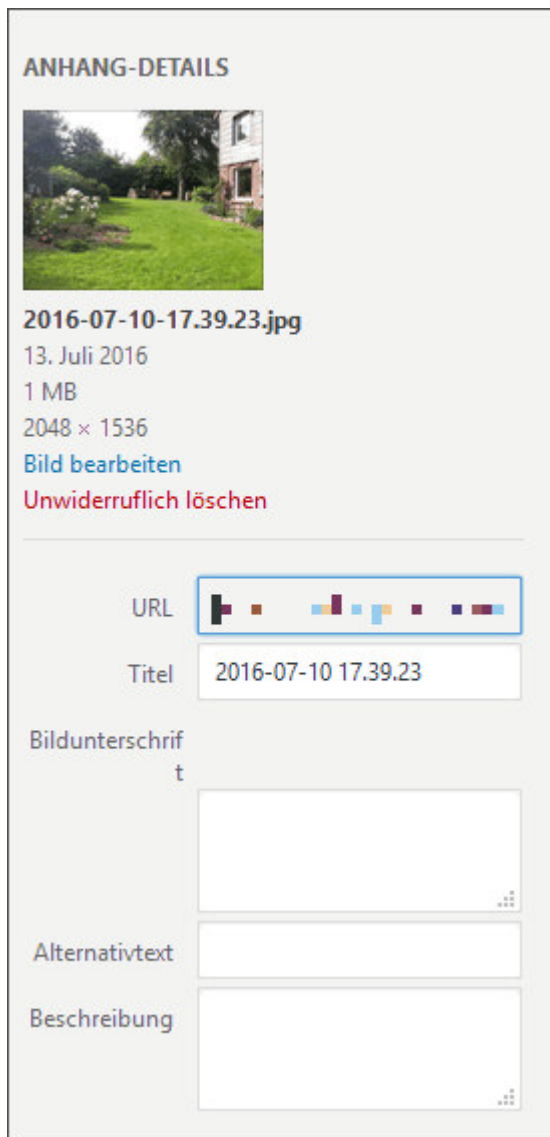 ANHANG-DETAILS
2016-07-10-17.39.23.jpg
13. Juli 2016
1 MB
2048 × 1536
Bild bearbeiten
Unwiderruflich löschen
URL
Titel 2016-07-10 17.39.23
Bildunterschrif
t
Alternativtext
Beschreibung